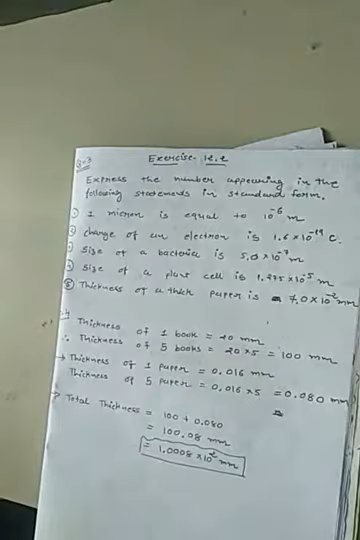 Exercise 12.2
Q.3
Express the number appearing in the
following statements in standard form.
① 1 micron is equal to 10⁻⁶ m
② charge of an electron is 1.6×10⁻¹⁹ C.
③ Size of a bacteria is 5.0×10⁻⁷ m
④ Size of a plant cell is 1.275×10⁻⁵ m
⑤ Thickness of a thick paper is 7.0×10⁻² mm
Thickness of 1 book = 20 mm
∴ Thickness of 5 books = 20×5 = 100 mm
→ Thickness of 1 paper = 0.016 mm
Thickness of 5 paper = 0.016×5 = 0.080 mm
→ Total Thickness = 100 + 0.080
= 100.08 mm
= 1.0008×10² mm